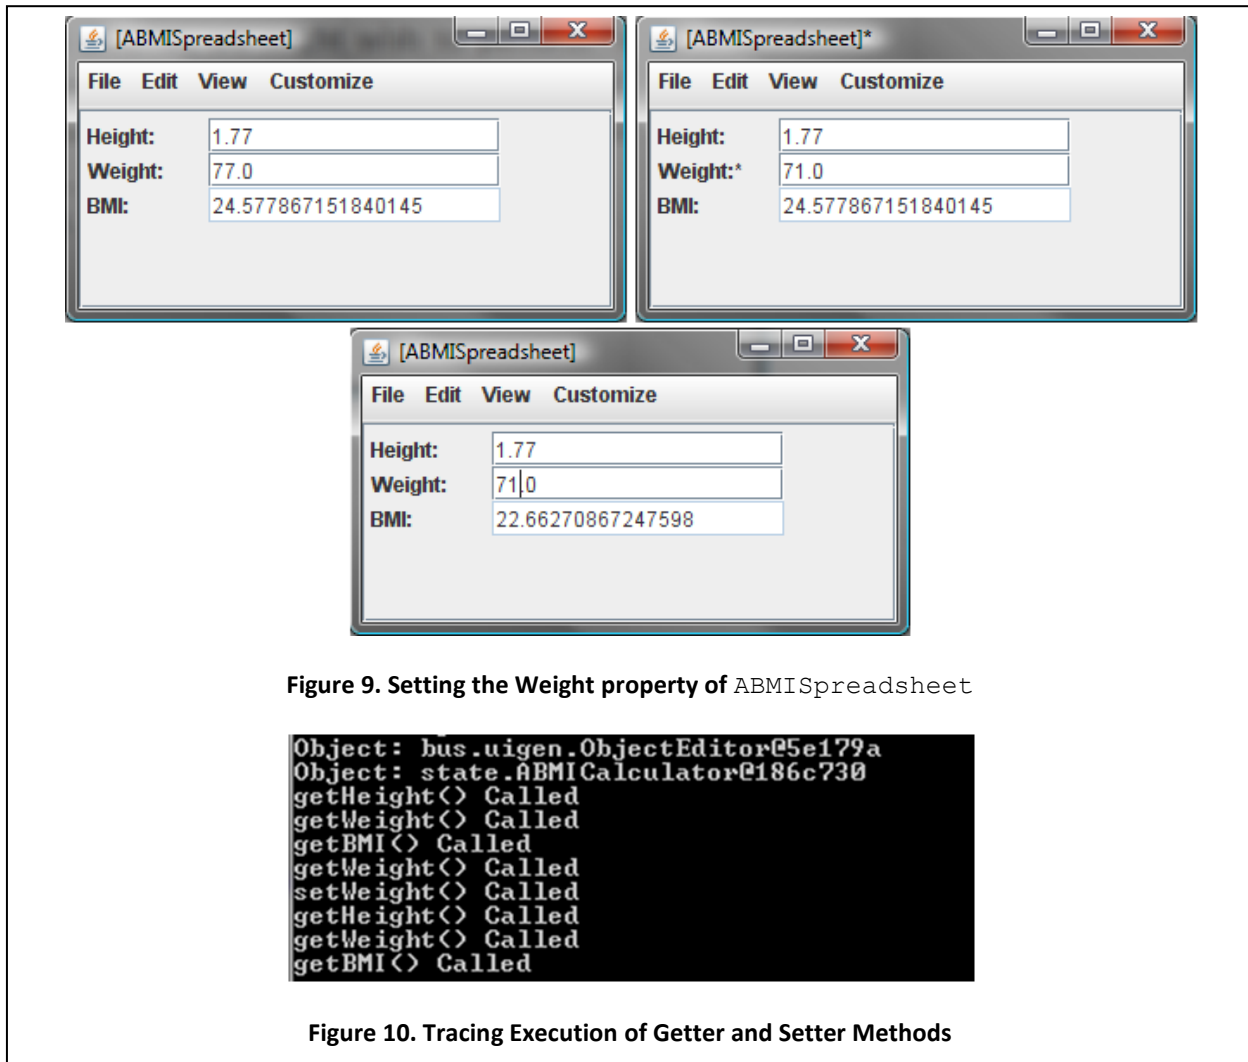 [ABMISpreadsheet]
File Edit View Customize
Height: 1.77
Weight: 77.0
BMI: 24.577867151840145
[ABMISpreadsheet]*
File Edit View Customize
Height: 1.77
Weight:* 71.0
BMI: 24.577867151840145
[ABMISpreadsheet]
File Edit View Customize
Height: 1.77
Weight: 71.0
BMI: 22.66270867247598
Figure 9. Setting the Weight property of ABMISpreadsheet
Object: bus.uigen.ObjectEditor@5e179a
Object: state.ABMICalculator@186c730
getHeight() Called
getWeight() Called
getBMI() Called
getWeight() Called
setWeight() Called
getHeight() Called
getWeight() Called
getBMI() Called
Figure 10. Tracing Execution of Getter and Setter Methods